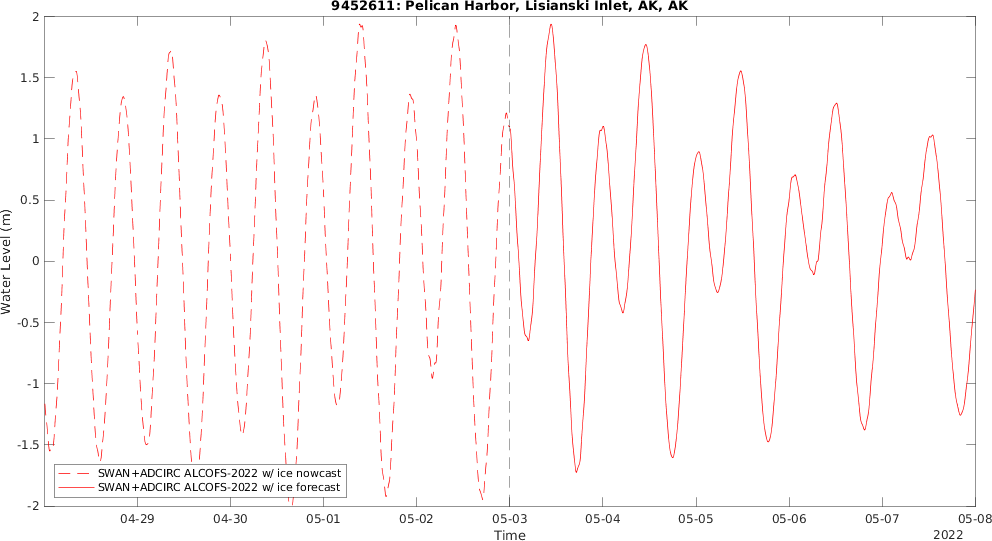 9452611: Pelican Harbor, Lisianski Inlet, AK, AK
Water Level (m)
2
1.5
1
0.5
0
-0.5
-1
-1.5
-2
SWAN+ADCIRC ALCOFS-2022 w/ ice nowcast
SWAN+ADCIRC ALCOFS-2022 w/ ice forecast
04-29 04-30 05-01 05-02 05-03 05-04 05-05 05-06 05-07 05-08
Time
2022